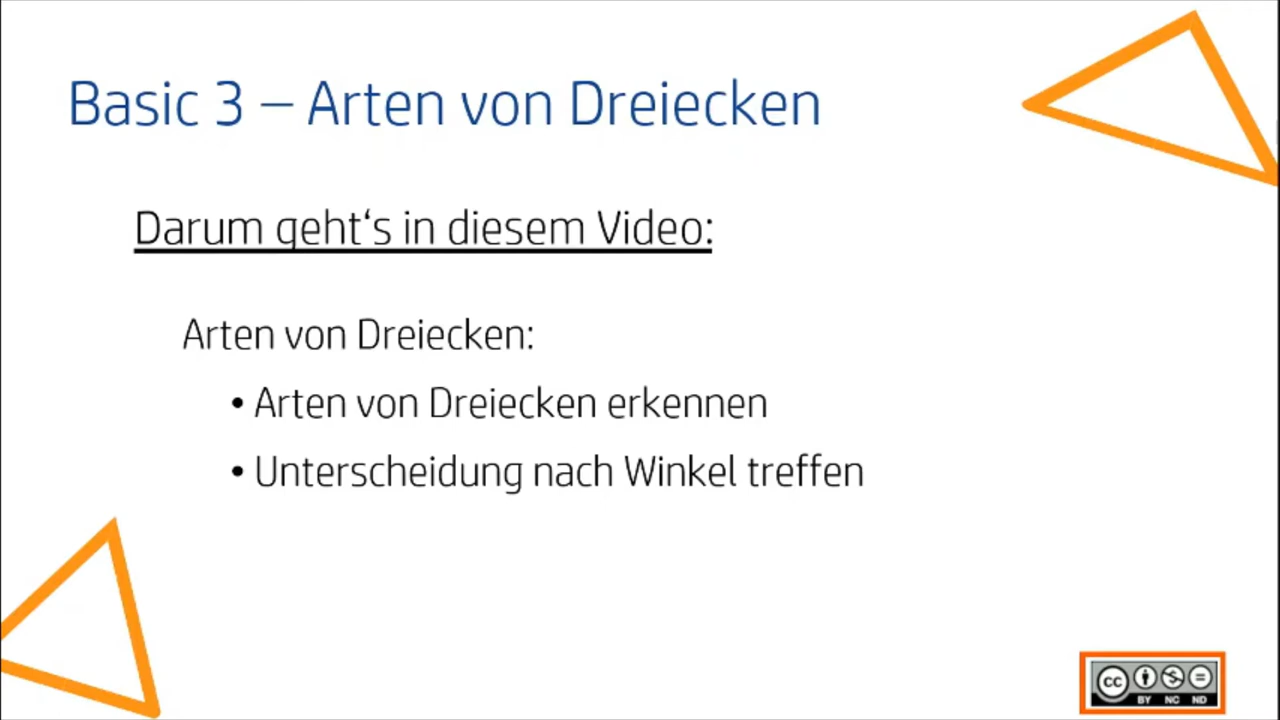 Basic 3 – Arten von Dreiecken
Darum geht‘s in diesem Video:
Arten von Dreiecken:
• Arten von Dreiecken erkennen
• Unterscheidung nach Winkel treffen
cc
BY NC ND